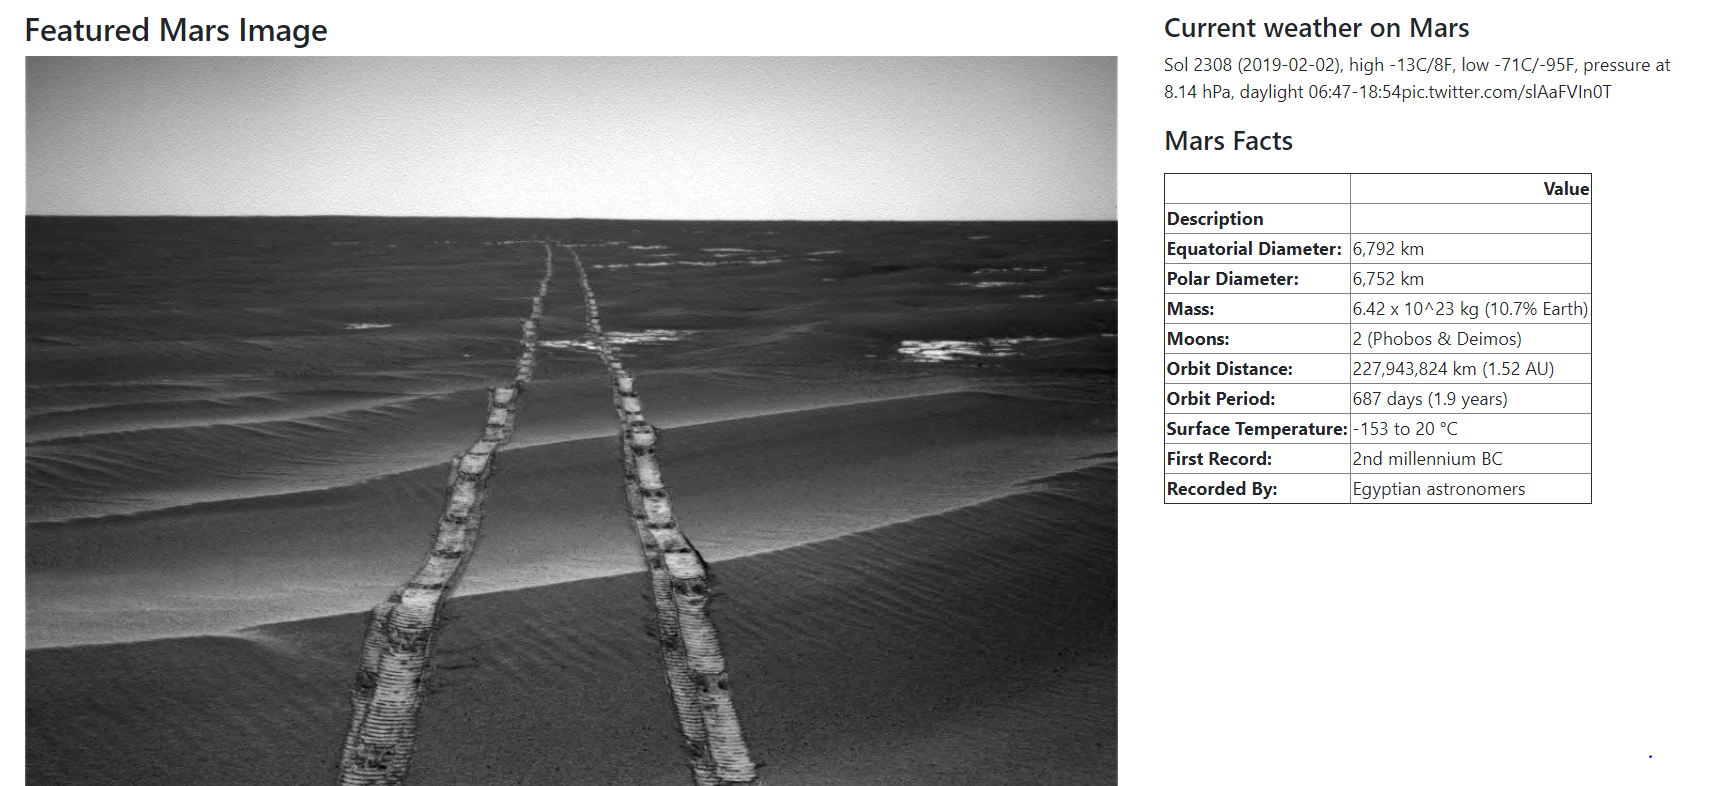 Featured Mars Image
Current weather on Mars
Sol 2308 (2019-02-02), high -13C/8F, low -71C/-95F, pressure at
8.14 hPa, daylight 06:47-18:54pic.twitter.com/slAaFVIn0T
Mars Facts
Value
Description
Equatorial Diameter: 6,792 km
Polar Diameter: 6,752 km
Mass: 6.42 x 10^23 kg (10.7% Earth)
Moons: 2 (Phobos & Deimos)
Orbit Distance: 227,943,824 km (1.52 AU)
Orbit Period: 687 days (1.9 years)
Surface Temperature: -153 to 20 °C
First Record: 2nd millennium BC
Recorded By: Egyptian astronomers